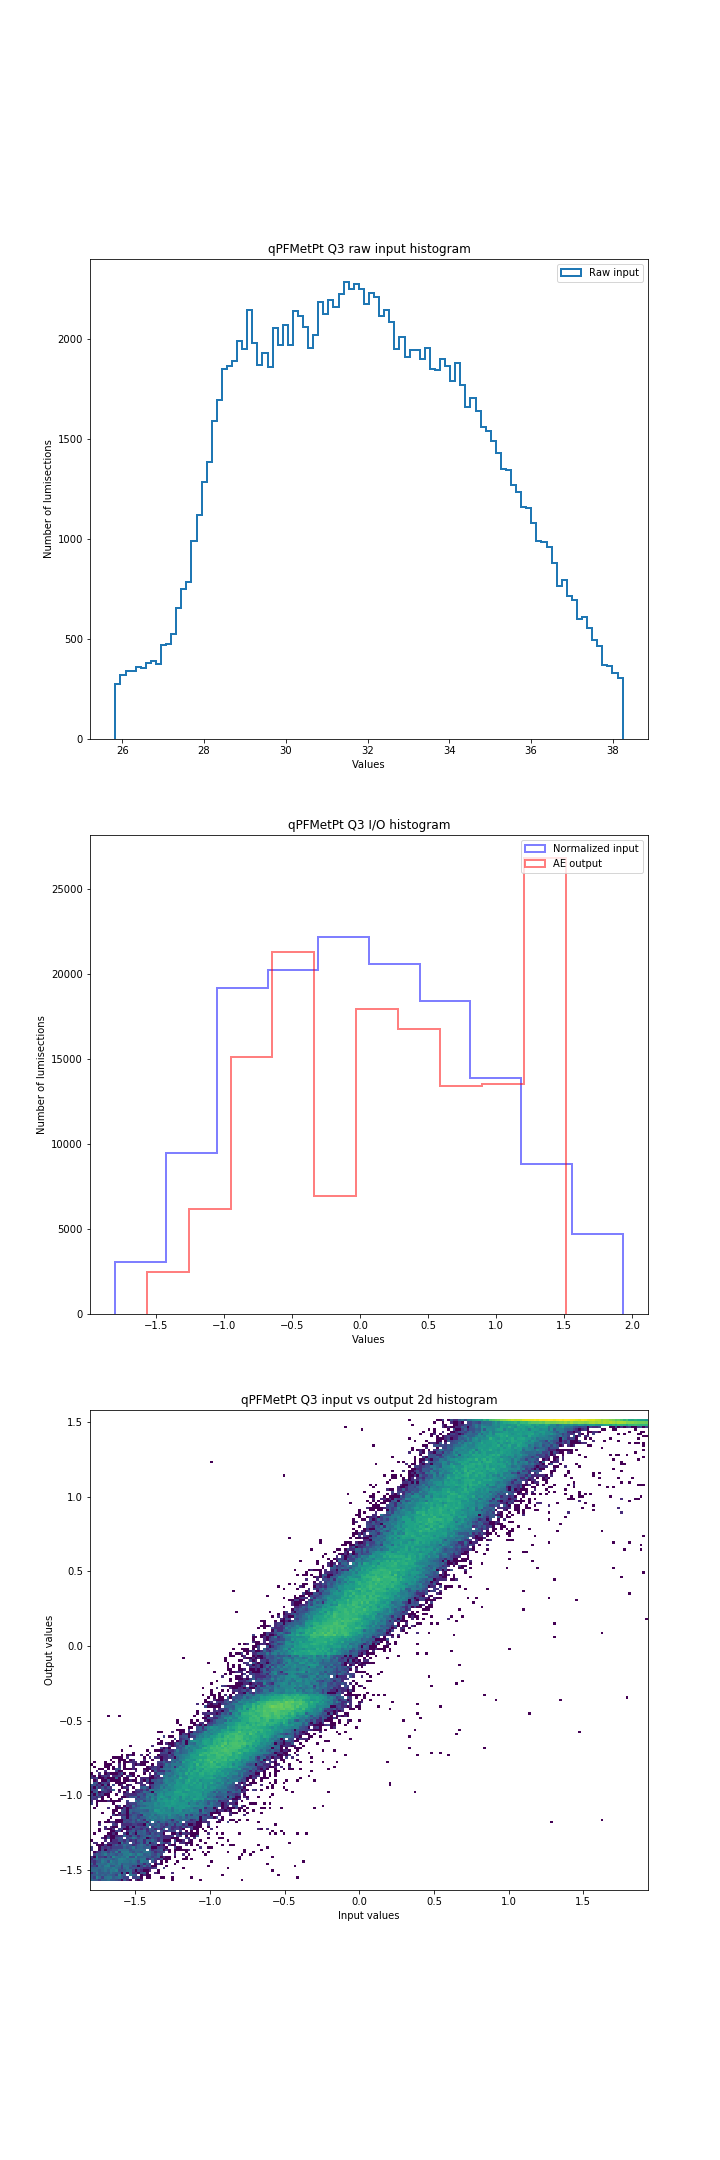 qPFMetPt Q3 raw input histogram
Raw input
2000
1500
1000
500
0
Number of lumisections
26 28 30 32 34 36 38
Values
qPFMetPt Q3 I/O histogram
Normalized input
AE output
25000
20000
15000
10000
5000
0
Number of lumisections
−1.5 −1.0 −0.5 0.0 0.5 1.0 1.5 2.0
Values
qPFMetPt Q3 input vs output 2d histogram
1.5
1.0
0.5
0.0
−0.5
−1.0
−1.5
Output values
−1.5 −1.0 −0.5 0.0 0.5 1.0 1.5
Input values